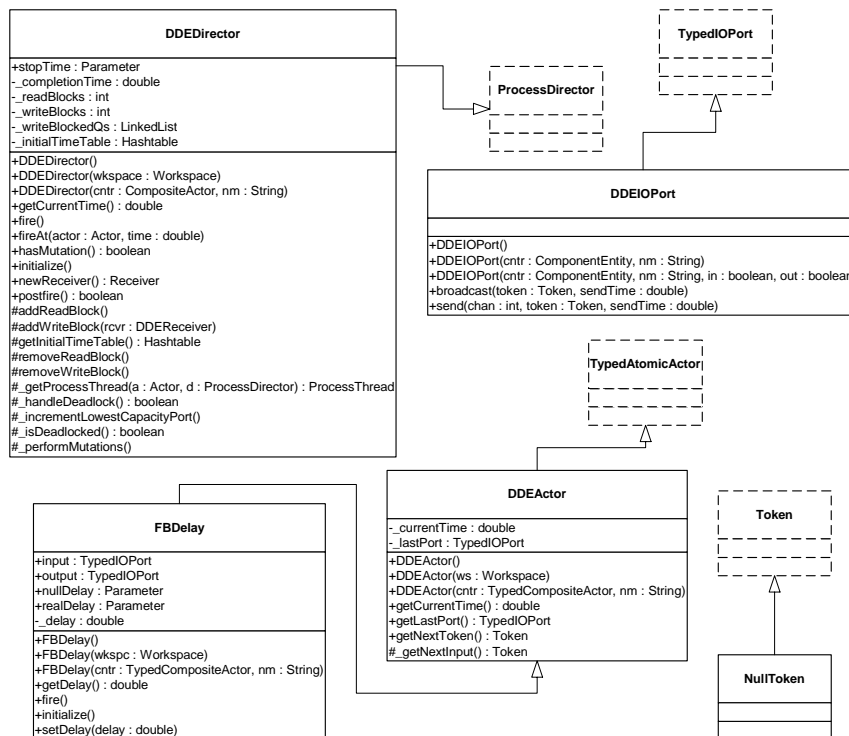 DDEDirector
+stopTime : Parameter
-_completionTime : double
-_readBlocks : int
-_writeBlocks : int
-_writeBlockedQs : LinkedList
-_initialTimeTable : Hashtable
+DDEDirector()
+DDEDirector(wkspace : Workspace)
+DDEDirector(cntr : CompositeActor, nm : String)
+getCurrentTime() : double
+fire()
+fireAt(actor : Actor, time : double)
+hasMutation() : boolean
+initialize()
+newReceiver() : Receiver
+postfire() : boolean
#addReadBlock()
#addWriteBlock(rcvr : DDEReceiver)
#getInitialTimeTable() : Hashtable
#removeReadBlock()
#removeWriteBlock()
#_getProcessThread(a : Actor, d : ProcessDirector) : ProcessThread
#_handleDeadlock() : boolean
#_incrementLowestCapacityPort()
#_isDeadlocked() : boolean
#_performMutations()
ProcessDirector
TypedIOPort
DDEIOPort
+DDEIOPort()
+DDEIOPort(cntr : ComponentEntity, nm : String)
+DDEIOPort(cntr : ComponentEntity, nm : String, in : boolean, out : boolean
+broadcast(token : Token, sendTime : double)
+send(chan : int, token : Token, sendTime : double)
TypedAtomicActor
DDEActor
-_currentTime : double
-_lastPort : TypedIOPort
+DDEActor()
+DDEActor(ws : Workspace)
+DDEActor(cntr : TypedCompositeActor, nm : String)
+getCurrentTime() : double
+getLastPort() : TypedIOPort
+getNextToken() : Token
#_getNextInput() : Token
FBDelay
+input : TypedIOPort
+output : TypedIOPort
+nullDelay : Parameter
+realDelay : Parameter
-_delay : double
+FBDelay()
+FBDelay(wkspc : Workspace)
+FBDelay(cntr : TypedCompositeActor, nm : String)
+getDelay() : double
+fire()
+initialize()
+setDelay(delay : double)
Token
NullToken